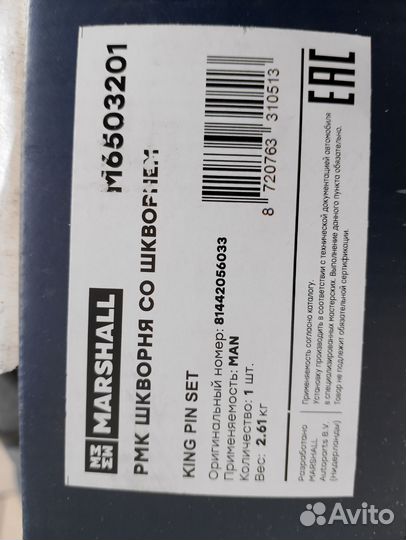 MARSHALL
M6503201
РМК ШКВОРНЯ СО ШКВОРНЕМ
KING PIN SET
Оригинальный номер: 81442056033
Применяемость: MAN
Количество: 1 шт.
Вес: 2.61 кг
8 720763 310513
EAC
Разработано
MARSHALL
Autoparts B.V.
(Нидерланды)
Применяемость согласно каталогу.
Установку производить в соответствии с технической документацией автомобиля
в специализированных мастерских. Выполнение данного пункта обязательно.
Товар не подлежит обязательной сертификации.
Avito